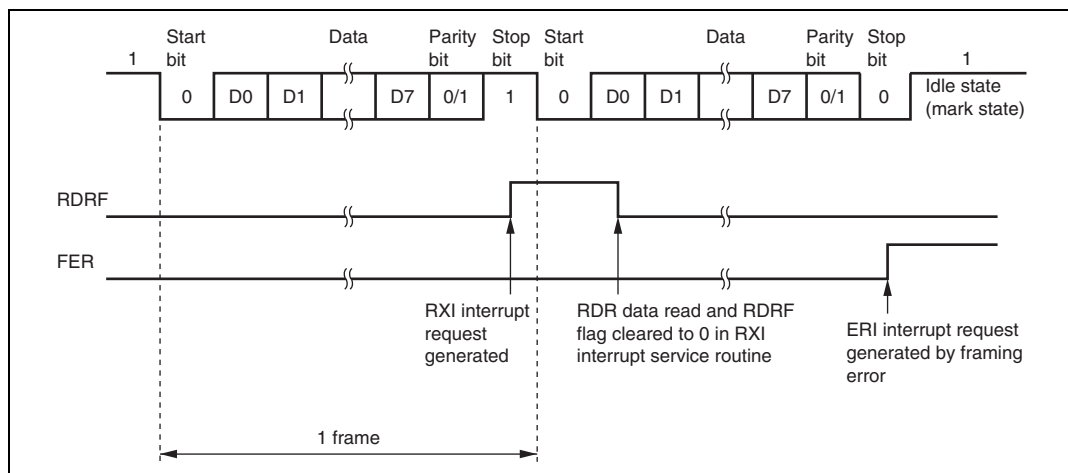 Start bit
Data
Parity bit
Stop bit
Start bit
Data
Parity bit
Stop bit
1
1
0
D0
D1
D7
0/1
1
0
D0
D1
D7
0/1
0
Idle state
(mark state)
RDRF
FER
RXI interrupt
request
generated
RDR data read and RDRF
flag cleared to 0 in RXI
interrupt service routine
ERI interrupt request
generated by framing
error
1 frame